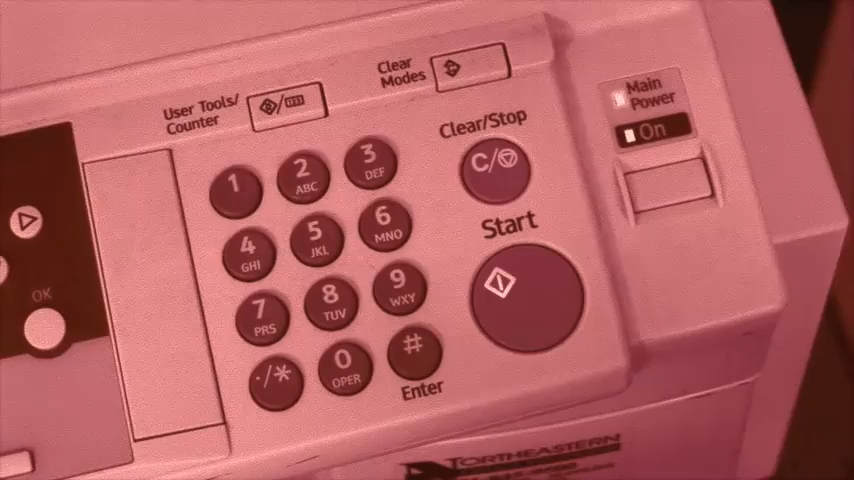 User Tools/
Counter
Clear
Modes
Main
Power
On
Clear/Stop
C/
1
2
ABC
3
DEF
4
GHI
5
JKL
6
MNO
Start
7
PRS
8
TUV
9
WXY
OK
./*
0
OPER
#
Enter
NORTHEASTERN